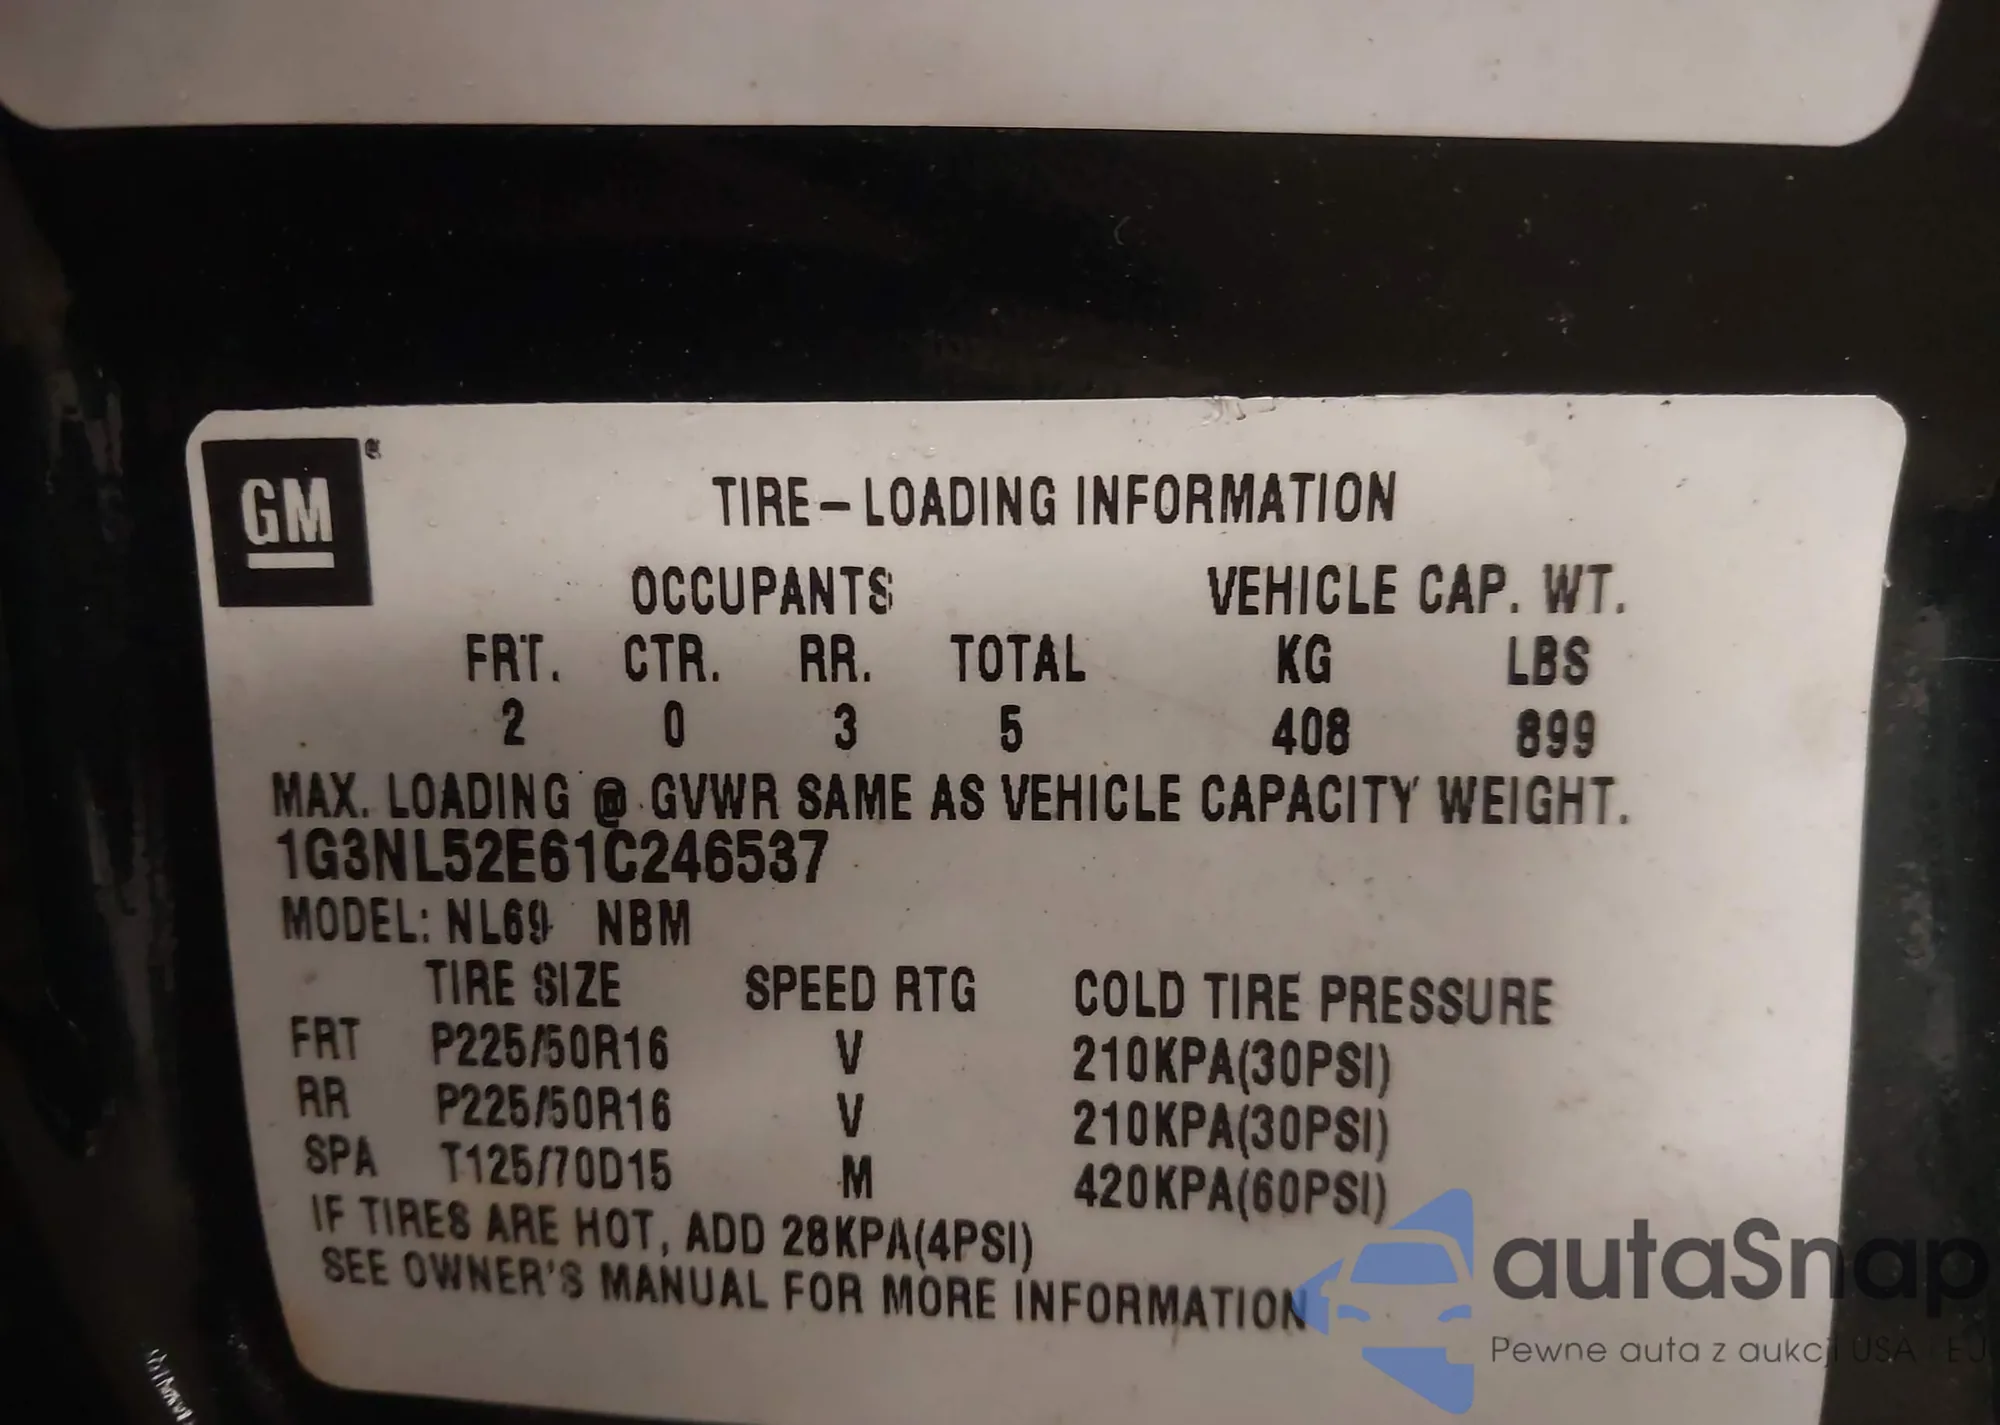 GM®
TIRE–LOADING INFORMATION
OCCUPANTS VEHICLE CAP. WT.
FRT. CTR. RR. TOTAL KG LBS
2 0 3 5 408 899
MAX. LOADING @ GVWR SAME AS VEHICLE CAPACITY WEIGHT.
1G3NL52E61C246537
MODEL: NL69 NBM
TIRE SIZE SPEED RTG COLD TIRE PRESSURE
FRT P225/50R16 V 210KPA(30PSI)
RR P225/50R16 V 210KPA(30PSI)
SPA T125/70D15 M 420KPA(60PSI)
IF TIRES ARE HOT, ADD 28KPA(4PSI)
SEE OWNER'S MANUAL FOR MORE INFORMATION
autaSnap
Pewne auta z aukcji USA - EU